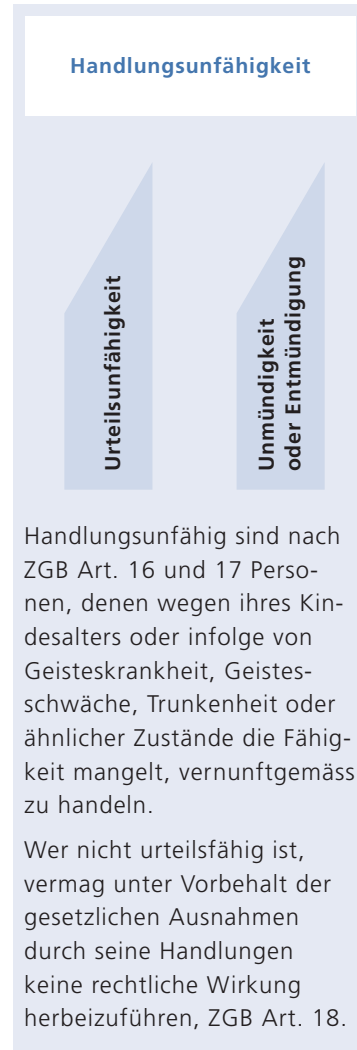 Handlungsunfähigkeit
Urteilsunfähigkeit
Unmündigkeit
oder Entmündigung
Handlungsunfähig sind nach
ZGB Art. 16 und 17 Perso-
nen, denen wegen ihres Kin-
desalters oder infolge von
Geisteskrankheit, Geistes-
schwäche, Trunkenheit oder
ähnlicher Zustände die Fähig-
keit mangelt, vernunftgemäss
zu handeln.
Wer nicht urteilsfähig ist,
vermag unter Vorbehalt der
gesetzlichen Ausnahmen
durch seine Handlungen
keine rechtliche Wirkung
herbeizuführen, ZGB Art. 18.